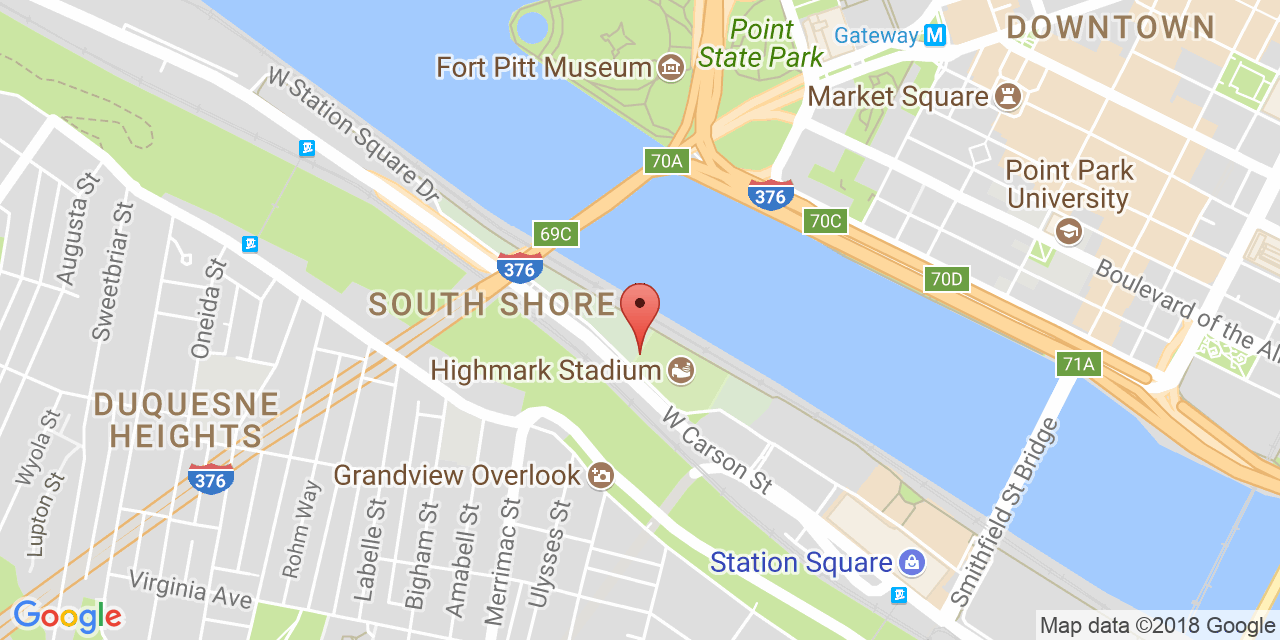 Point
State Park
Gateway M
DOWNTOWN
Fort Pitt Museum
Market Square
W Station Square Dr
70A
Point Park
University
376
70C
69C
Augusta St
Sweetbriar St
Oneida St
376
70D
Boulevard of the Al
SOUTH SHORE
Highmark Stadium
71A
DUQUESNE
HEIGHTS
W Carson St
Wyola St
Lupton St
376
Grandview Overlook
Smithfield St Bridge
Rohm Way
Labelle St
Bigham St
Amabell St
Merrimac St
Ulysses St
Station Square
Virginia Ave
Google
Map data ©2018 Google